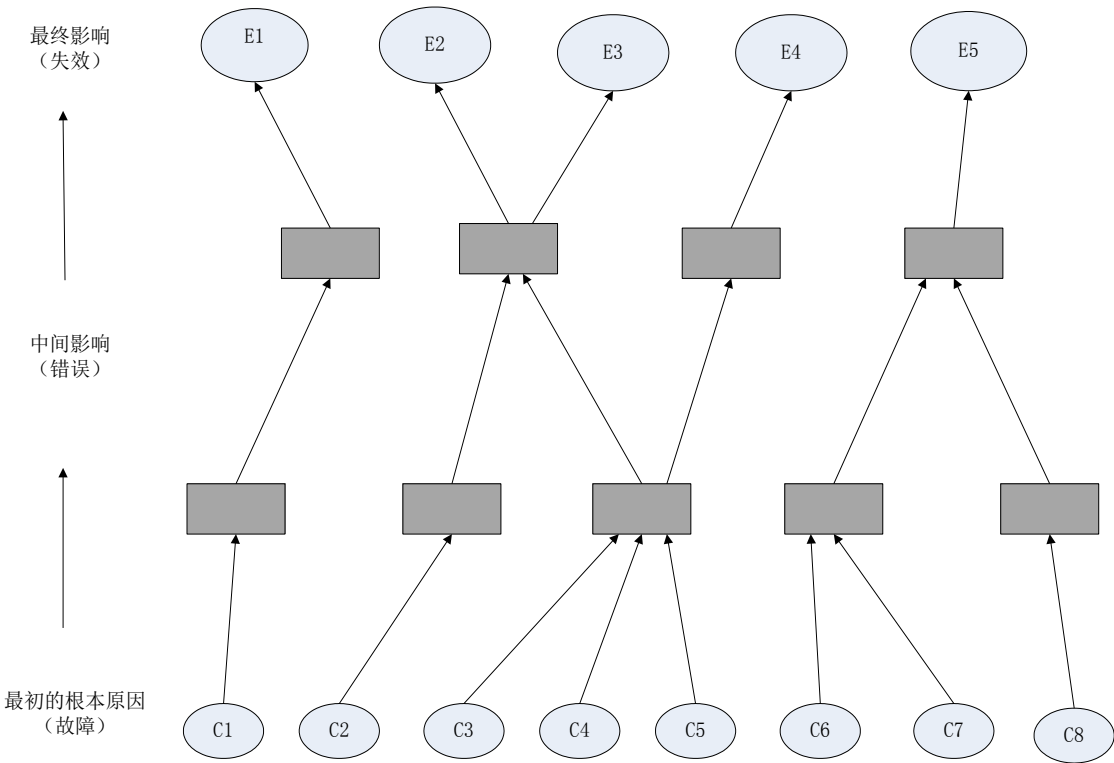 最终影响
（失效）
E1
E2
E3
E4
E5
中间影响
（错误）
最初的根本原因
（故障）
C1
C2
C3
C4
C5
C6
C7
C8